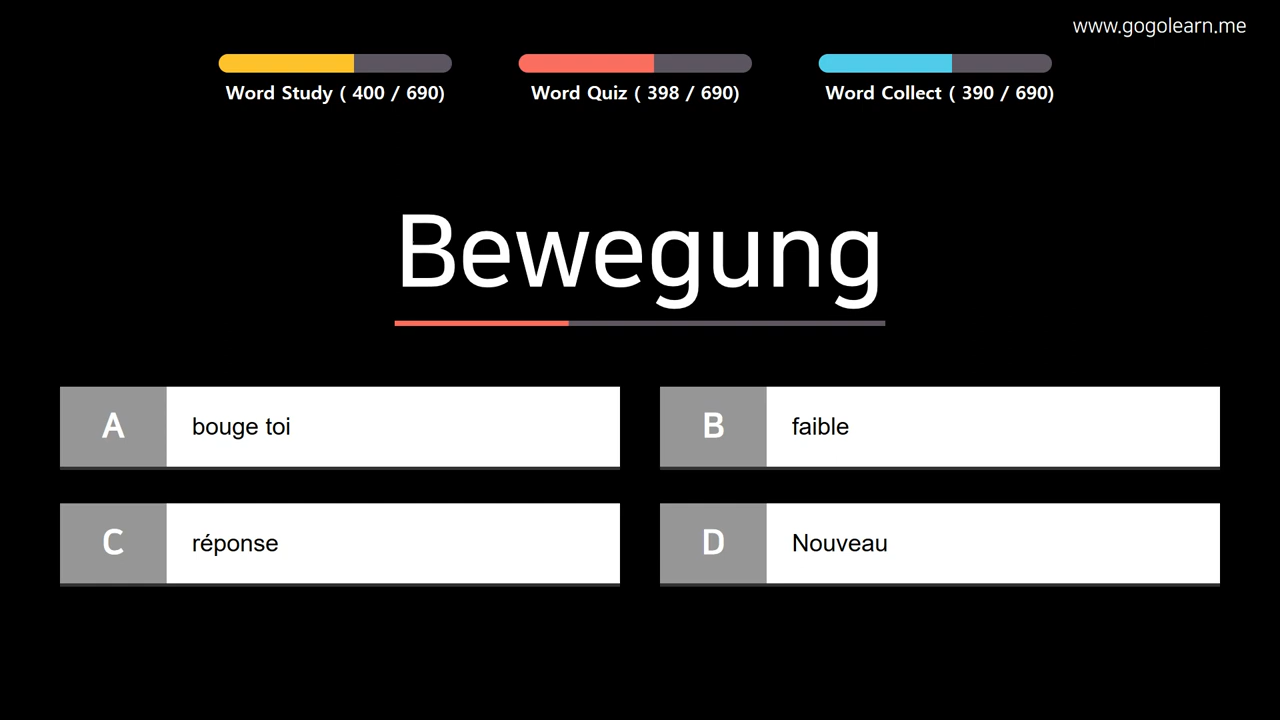 www.gogolearn.me
Word Study ( 400 / 690)
Word Quiz ( 398 / 690)
Word Collect ( 390 / 690)
Bewegung
A bouge toi
B faible
C réponse
D Nouveau